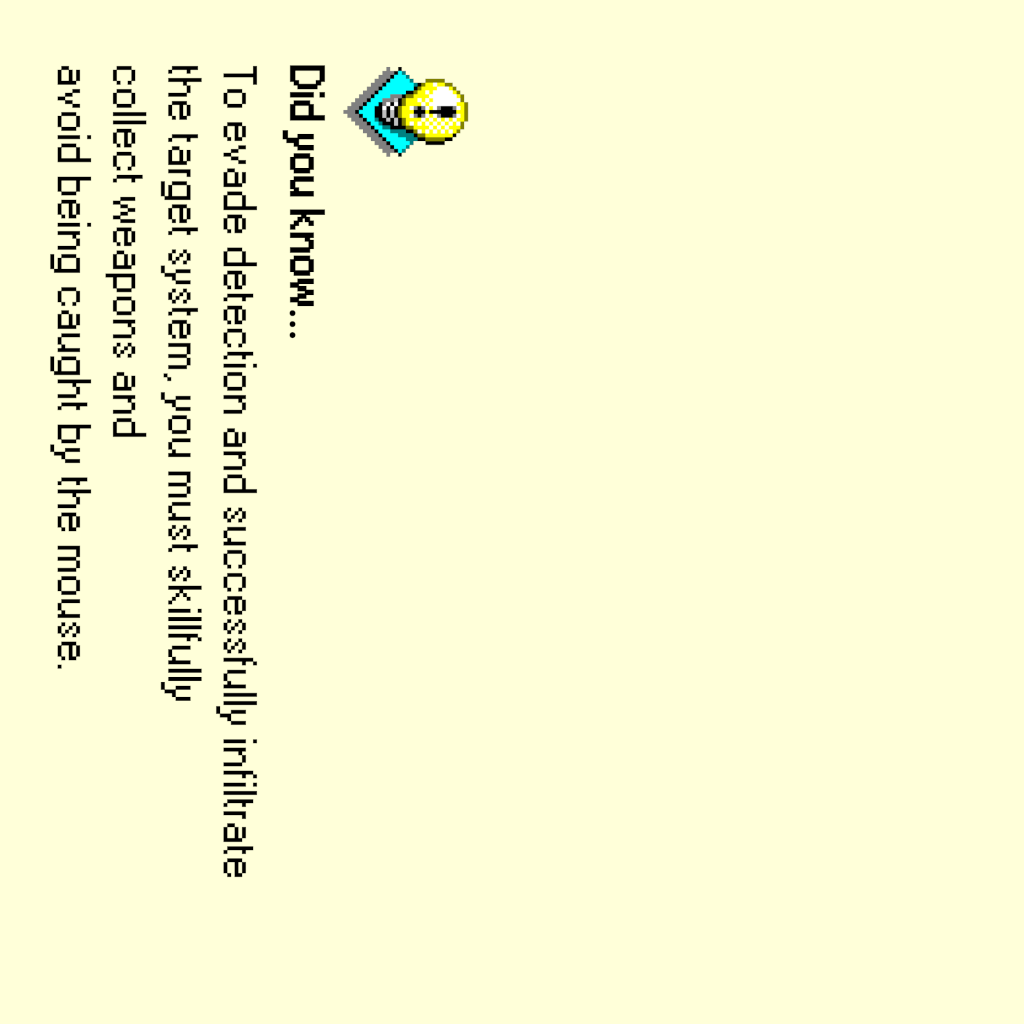 Did you know...
To evade detection and successfully infiltrate
the target system, you must skillfully
collect weapons and
avoid being caught by the mouse.